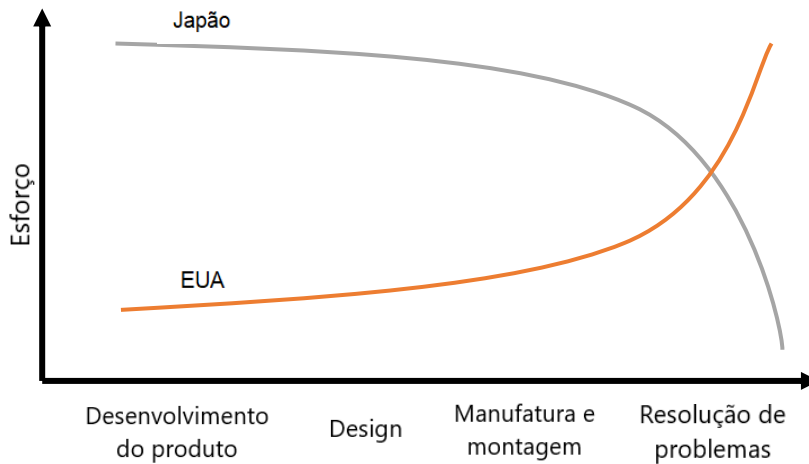 Japão
Esforço
EUA
Desenvolvimento
do produto
Design
Manufatura e
montagem
Resolução de
problemas